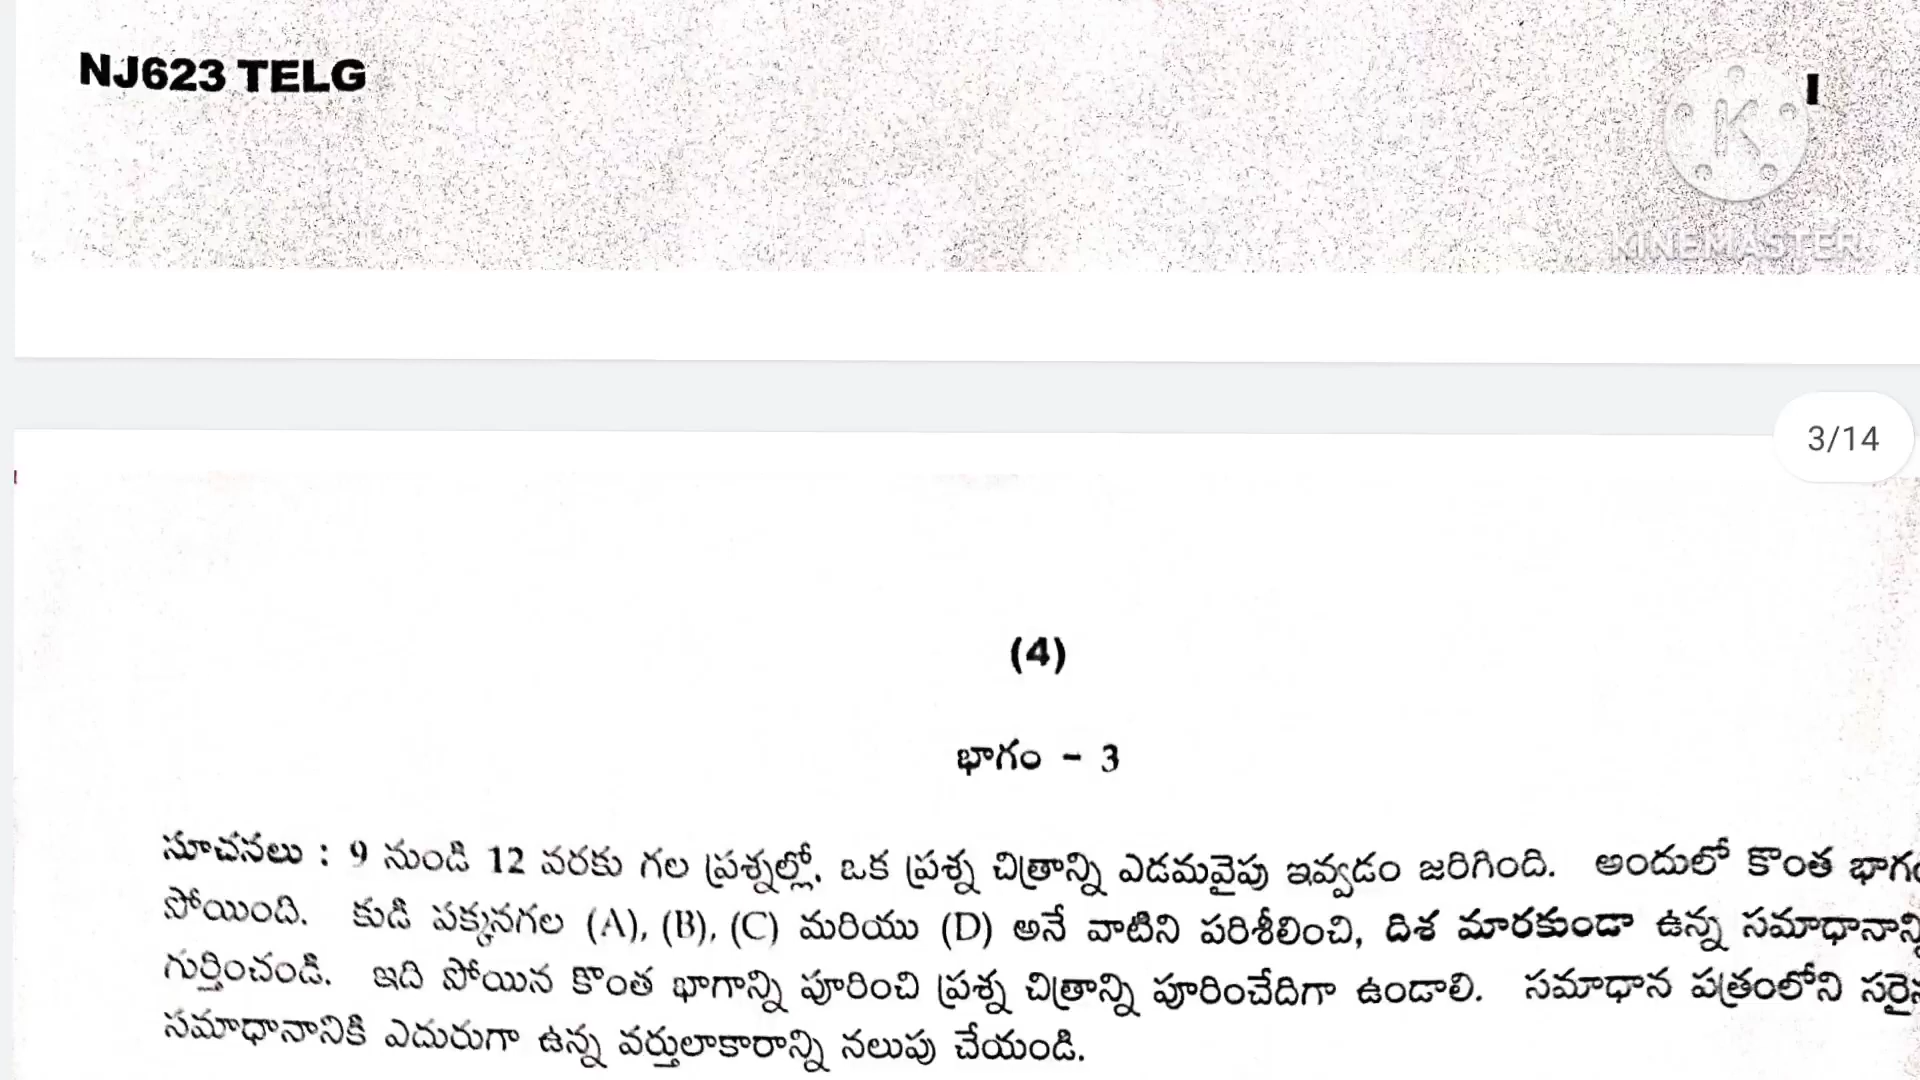 NJ623 TELG
I
KINEMASTER
3/14
(4)
భాగం - 3
సూచనలు : 9 నుండి 12 వరకు గల ప్రశ్నల్లో, ఒక ప్రశ్న చిత్రాన్ని ఎడమవైపు ఇవ్వడం జరిగింది. అందులో కొంత భాగం
పోయింది. కుడి పక్కనగల (A), (B), (C) మరియు (D) అనే వాటిని పరిశీలించి, దిశ మారకుండా ఉన్న సమాధానాన్ని
గుర్తించండి. ఇది పోయిన కొంత భాగాన్ని పూరించి ప్రశ్న చిత్రాన్ని పూరించేదిగా ఉండాలి. సమాధాన పత్రంలోని సరైన
సమాధానానికి ఎదురుగా ఉన్న వర్తులాకారాన్ని నలుపు చేయండి.